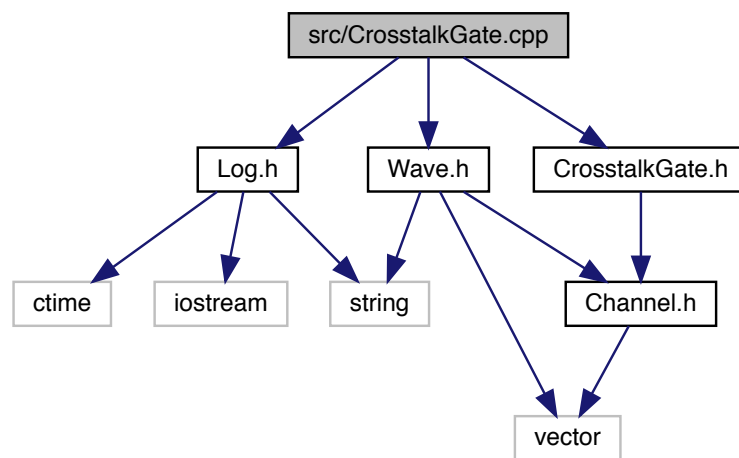 src/CrosstalkGate.cpp
Log.h
Wave.h
CrosstalkGate.h
ctime
iostream
string
Channel.h
vector